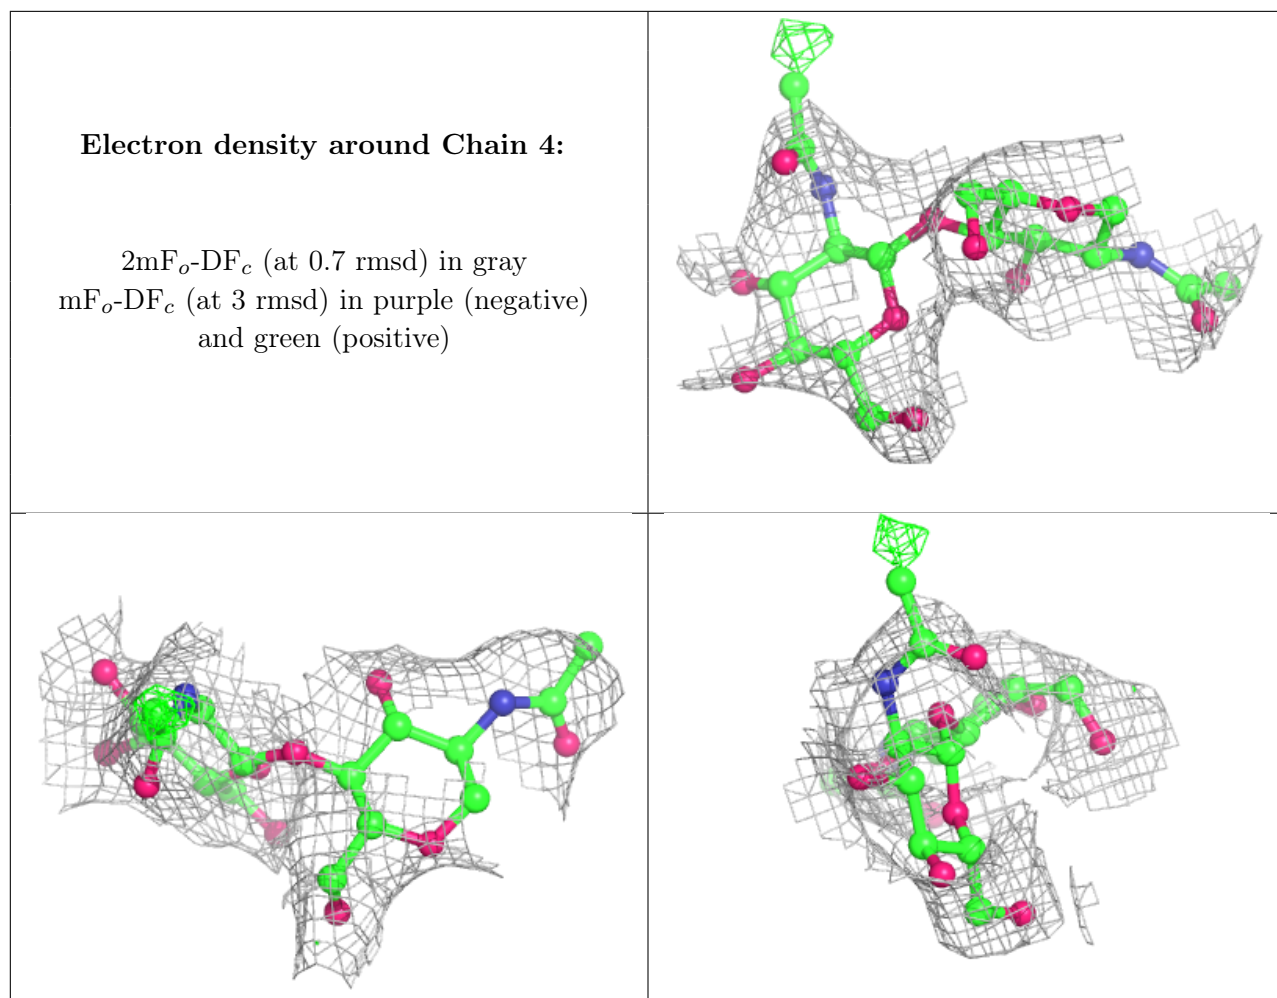 Electron density around Chain 4:
2mFo-DFc (at 0.7 rmsd) in gray
mFo-DFc (at 3 rmsd) in purple (negative)
and green (positive)